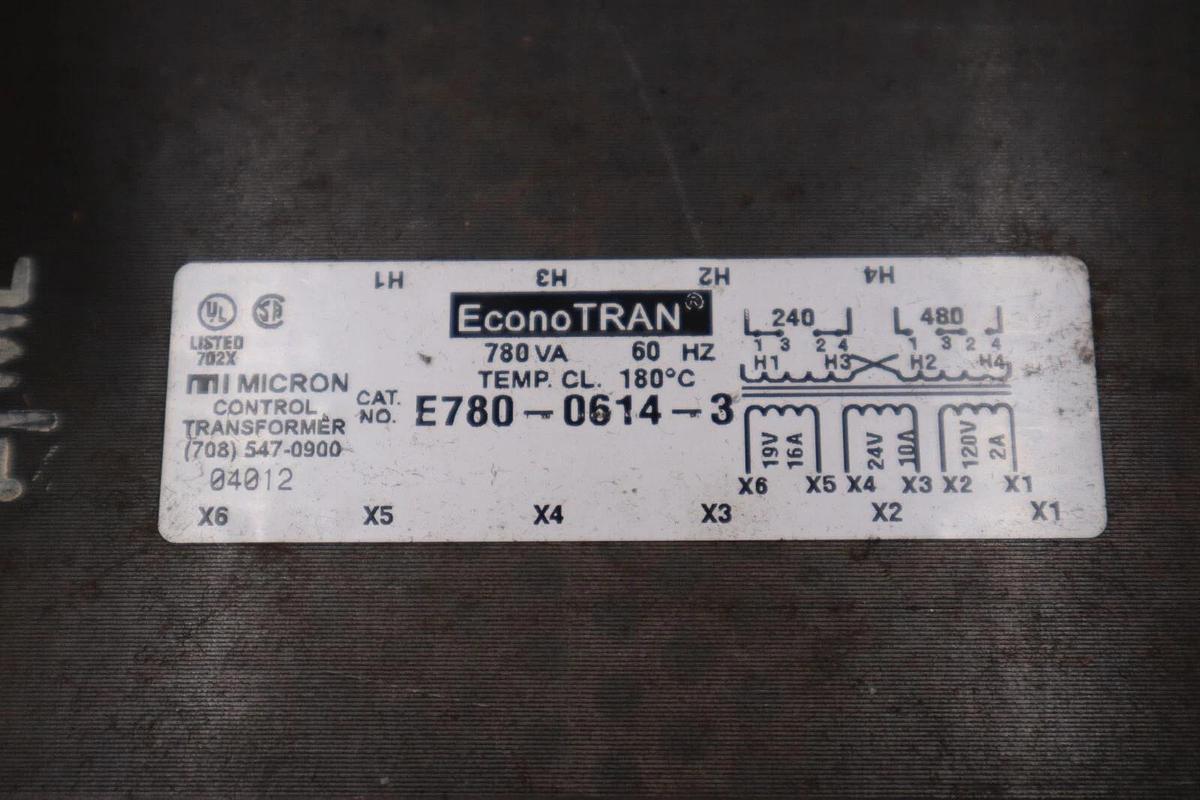 H1 H3 H2 H4
UL SA
LISTED
702X
MICRON
CONTROL
TRANSFORMER
(708) 547-0900
04012
EconoTRAN®
780 VA 60 HZ
TEMP. CL. 180°C
CAT. NO. E780-0614-3
240 480
1 3 2 4 1 3 2 4
H1 H3 H2 H4
19V 16A 24V 10A 120V 2A
X6 X5 X4 X3 X2 X1
X6 X5 X4 X3 X2 X1